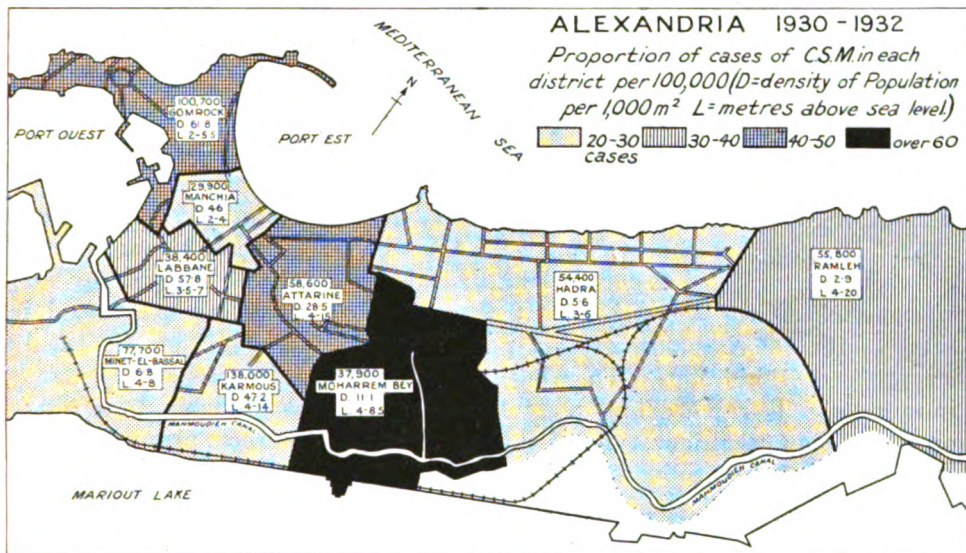 ALEXANDRIA 1930-1932
Proportion of cases of C.S.M. in each
district per 100,000 (D=density of Population
per 1,000 m² L=metres above sea level.)
20-30
cases
30-40
40-50
over 60
MEDITERRANEAN SEA
N
PORT OUEST
PORT EST
100,700
GOMROCK
D. 61·8
L. 2-5·5
29,900
MANCHIA
D. 46
L. 2-4
38,400
LABBANE
D. 57·8
L. 3·5-7
58,600
ATTARINE
D. 28·5
L. 4-15
54,400
HADRA
D. 5·6
L. 3-6
55,800
RAMLEH
D. 2-9
L. 4-20
77,700
MINET-EL-BASSAL
D. 6·8
L. 4-8
138,000
KARMOUS
D. 47·2
L. 4-14
37,900
MOHARREM BEY
D. 11·1
L. 4-8·5
MAHMOUDIEH CANAL
MAHMOUDIEH CANAL
MARIOUT LAKE